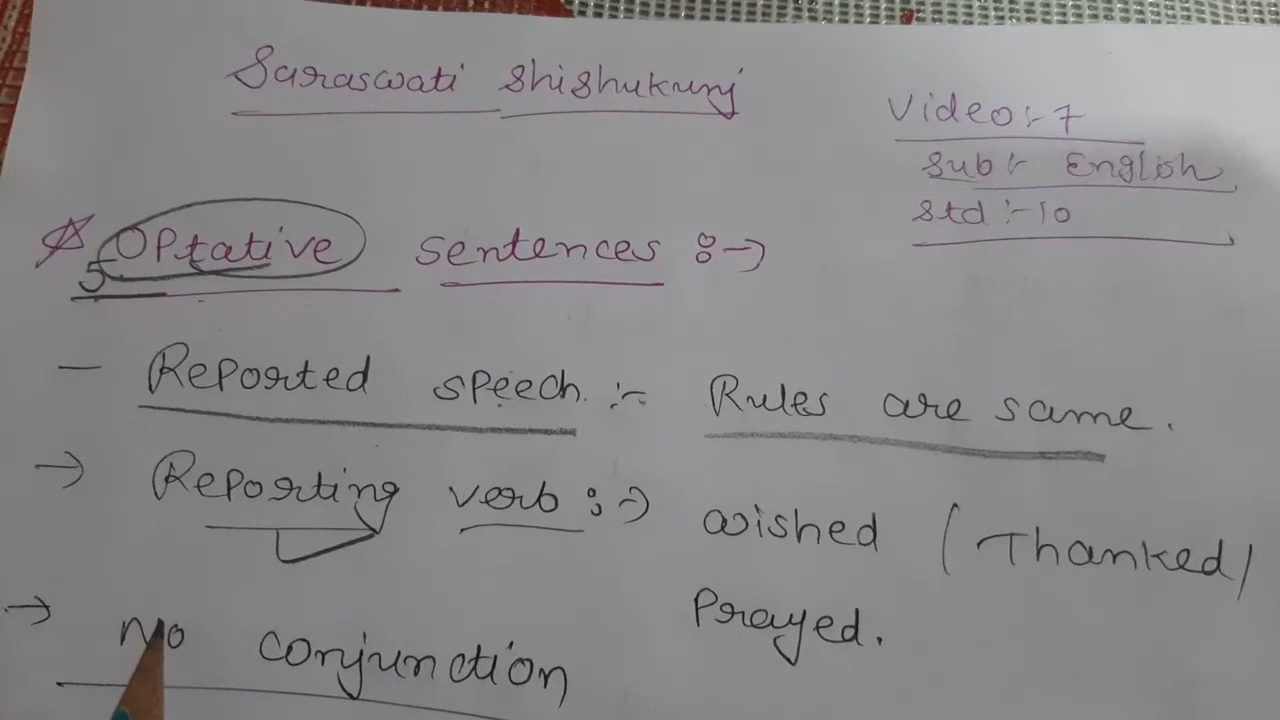 Saraswati Shishukunj
Video:- 7
Sub:- English
Std:- 10
5 Optative sentences :→
- Reported speech :- Rules are same.
→ Reporting verb :→ wished / Thanked /
Prayed.
→ No conjunction